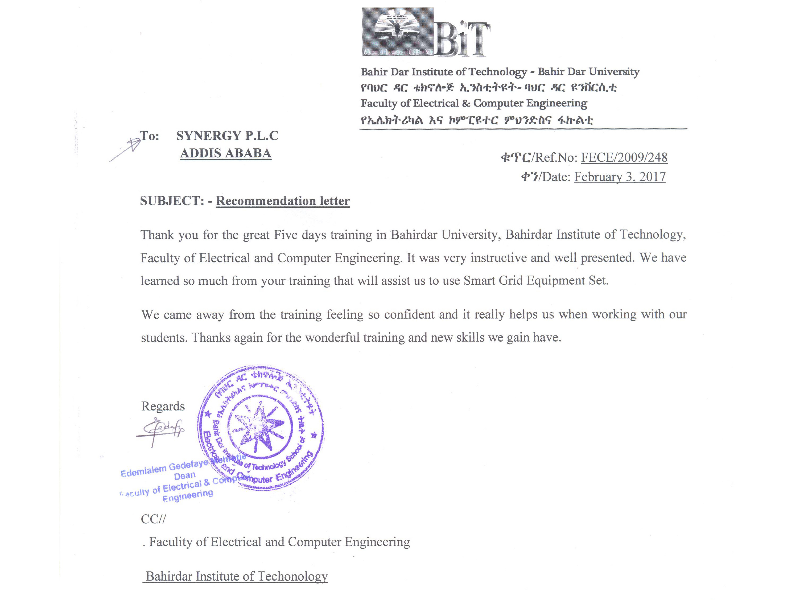 BiT
Bahir Dar Institute of Technology - Bahir Dar University
የባህር ዳር ቴክኖሎጅ ኢንስቲትዩት- ባህር ዳር ዩንቨርሲቲ
Faculty of Electrical & Computer Engineering
የኤሌክትሪካል እና ኮምፒዩተር ምህንድስና ፋኩልቲ
To: SYNERGY P.L.C
ADDIS ABABA
ቁጥር/Ref.No: FECE/2009/248
ቀን/Date: February 3. 2017
SUBJECT: - Recommendation letter
Thank you for the great Five days training in Bahirdar University, Bahirdar Institute of Technology,
Faculty of Electrical and Computer Engineering. It was very instructive and well presented. We have
learned so much from your training that will assist us to use Smart Grid Equipment Set.
We came away from the training feeling so confident and it really helps us when working with our
students. Thanks again for the wonderful training and new skills we gain have.
Regards
Bahir Dar Institute of Technology School of
Electrical and Computer Engineering
Edemialem Gedefaye
Dean
Faculty of Electrical &
Engineering
CC//
. Faculity of Electrical and Computer Engineering
Bahirdar Institute of Techonology